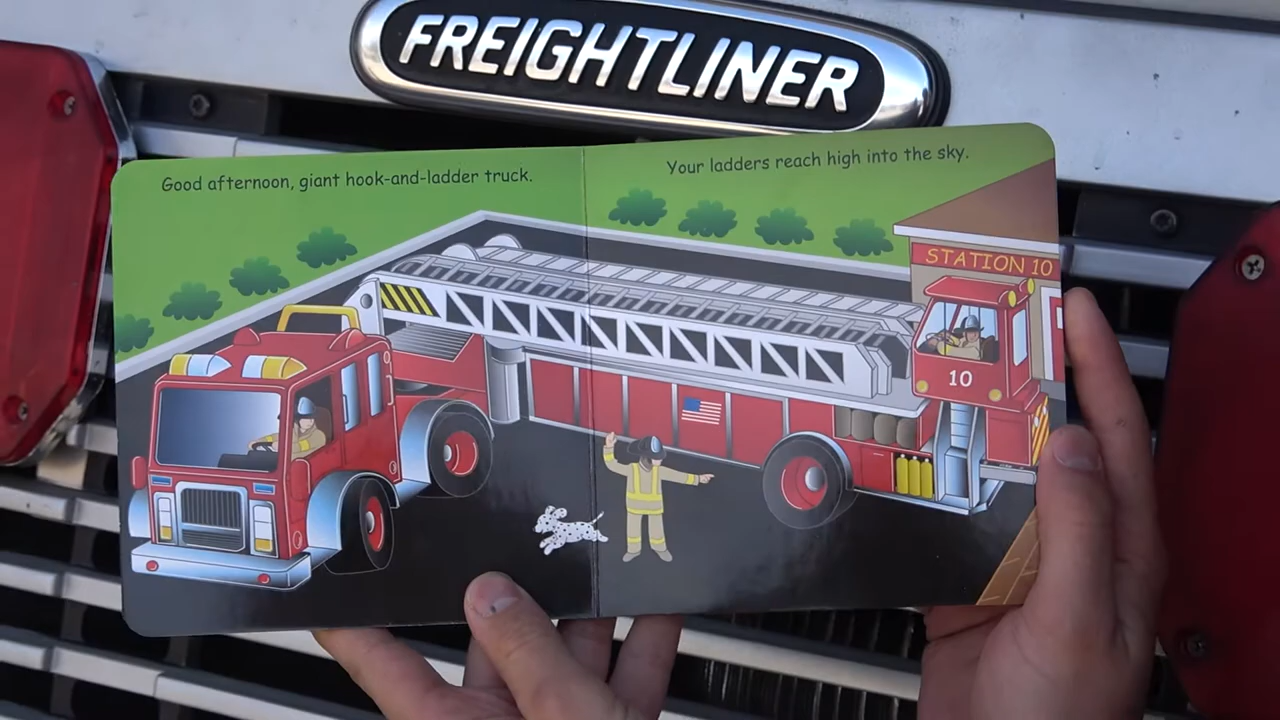 FREIGHTLINER
Good afternoon, giant hook-and-ladder truck.
Your ladders reach high into the sky.
STATION 10
10